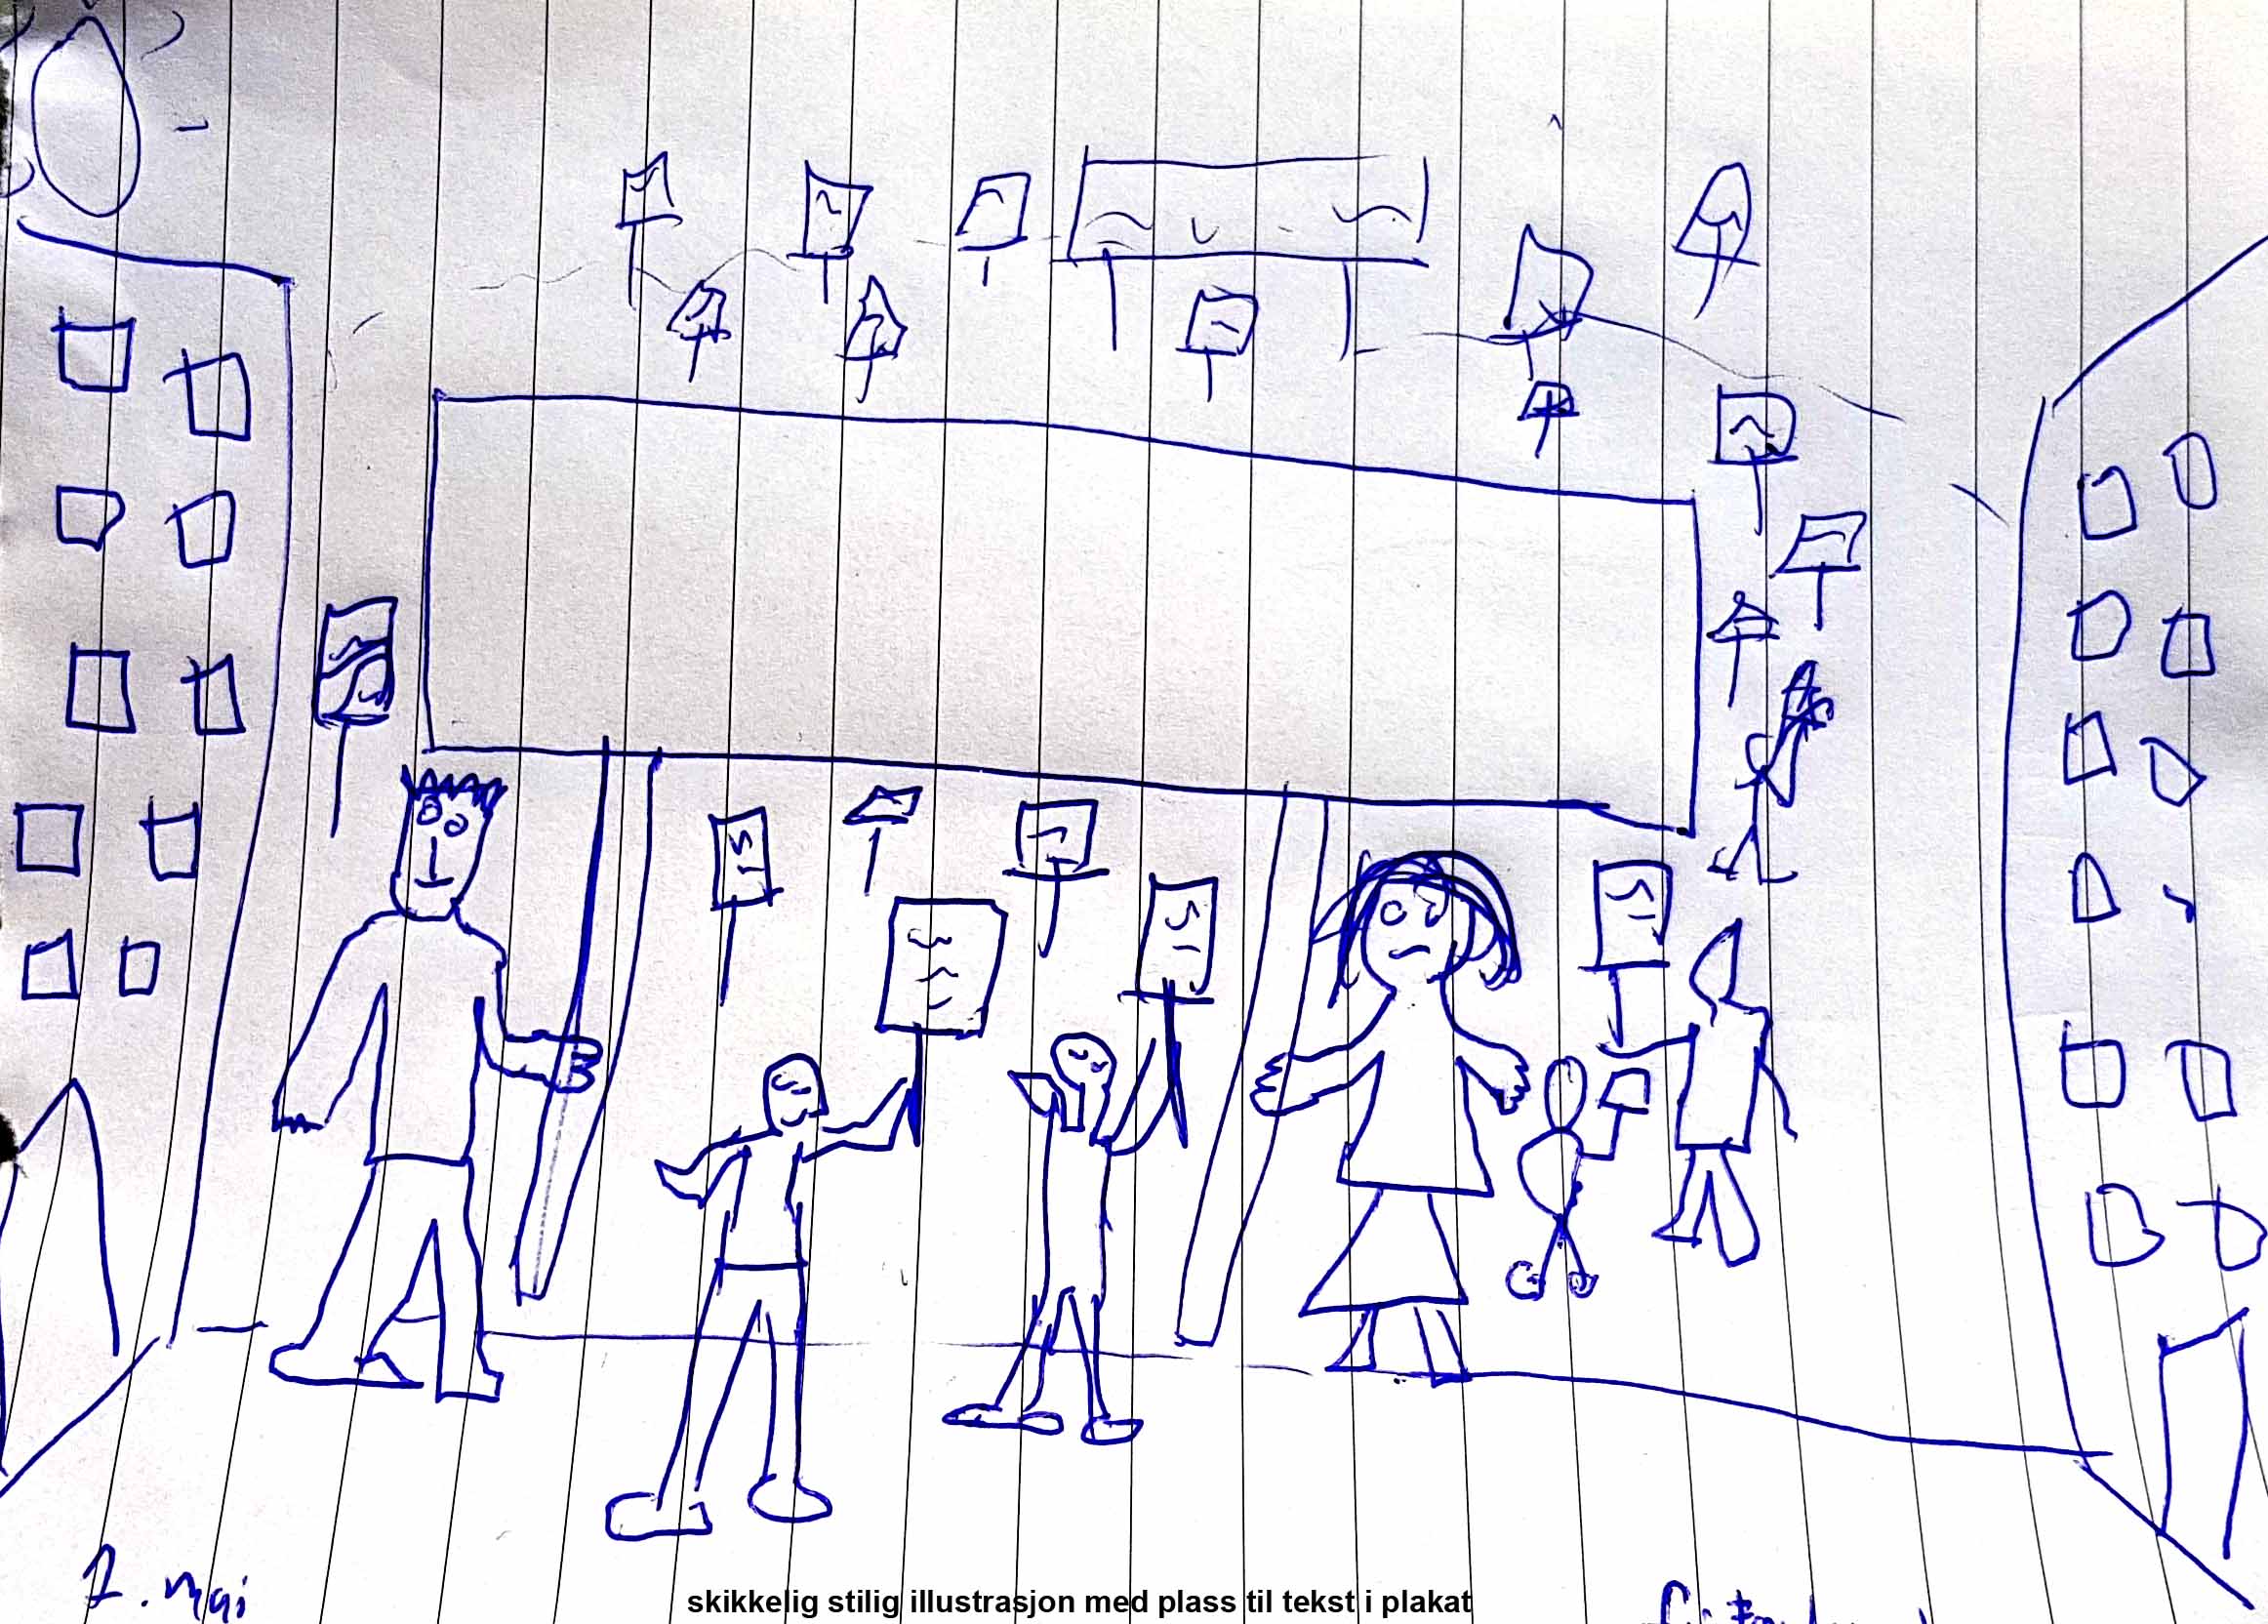 1. mai
skikkelig stilig illustrasjon med plass til tekst i plakat